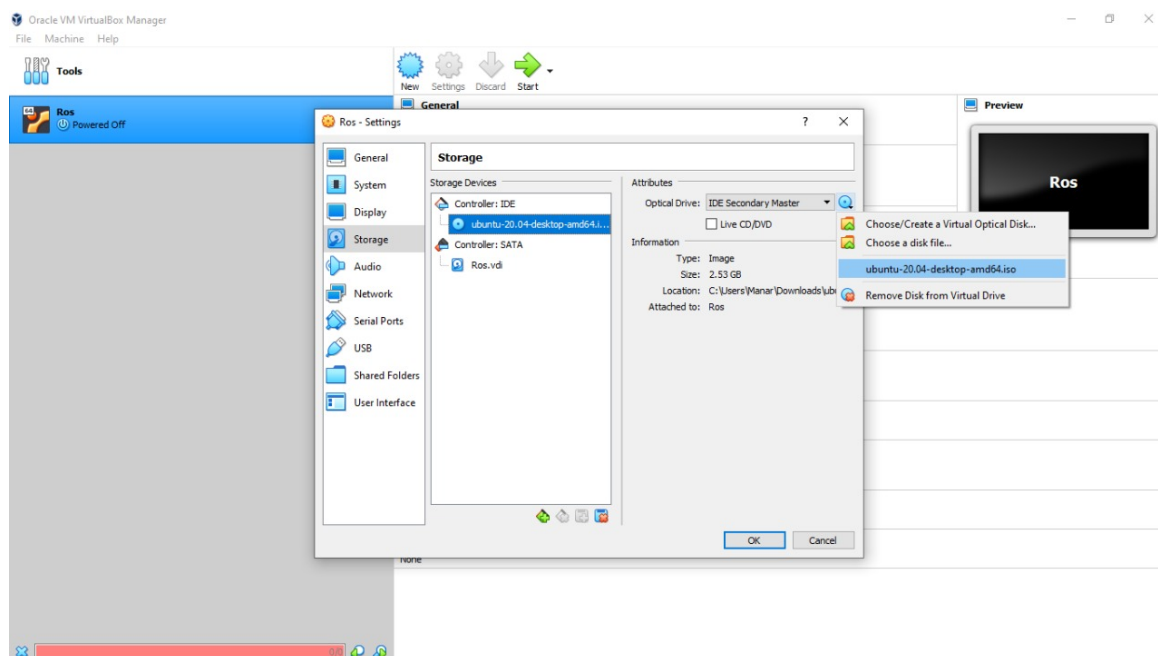 Oracle VM VirtualBox Manager
File Machine Help
Tools
New Settings Discard Start
64
Ros
Powered Off
General
Preview
Ros
Ros - Settings
General
System
Display
Storage
Audio
Network
Serial Ports
USB
Shared Folders
User Interface
Storage
Storage Devices
Controller: IDE
ubuntu-20.04-desktop-amd64.i...
Controller: SATA
Ros.vdi
Attributes
Optical Drive: IDE Secondary Master
Live CD/DVD
Information
Type: Image
Size: 2.53 GB
Location: C:\Users\Manar\Downloads\ubu
Attached to: Ros
Choose/Create a Virtual Optical Disk...
Choose a disk file...
ubuntu-20.04-desktop-amd64.iso
Remove Disk from Virtual Drive
OK Cancel
None
0/0